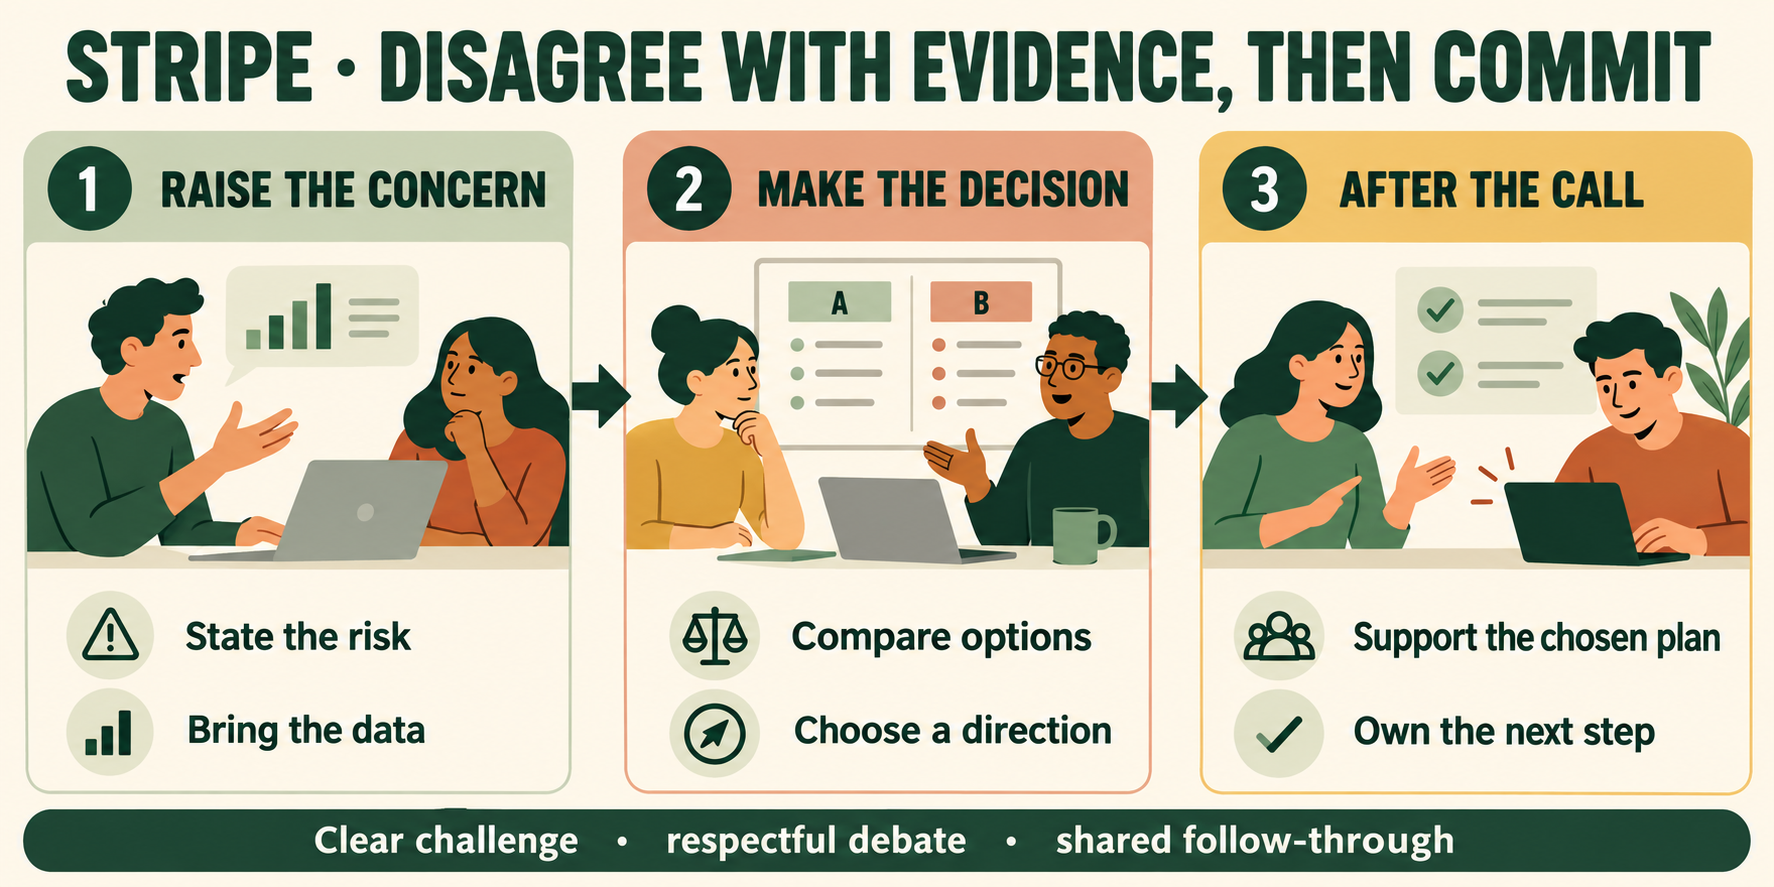 STRIPE · DISAGREE WITH EVIDENCE, THEN COMMIT
1 RAISE THE CONCERN
State the risk
Bring the data
2 MAKE THE DECISION
A B
Compare options
Choose a direction
3 AFTER THE CALL
Support the chosen plan
Own the next step
Clear challenge • respectful debate • shared follow-through